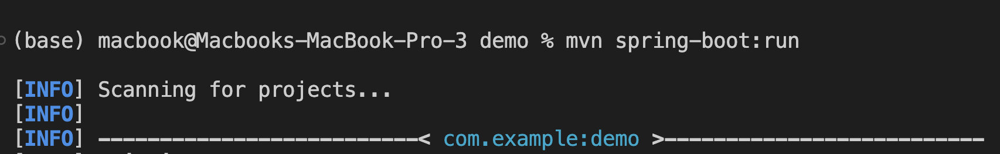 (base) macbook@Macbooks-MacBook-Pro-3 demo % mvn spring-boot:run
[INFO] Scanning for projects...
[INFO]
[INFO] --------------------------< com.example:demo >--------------------------